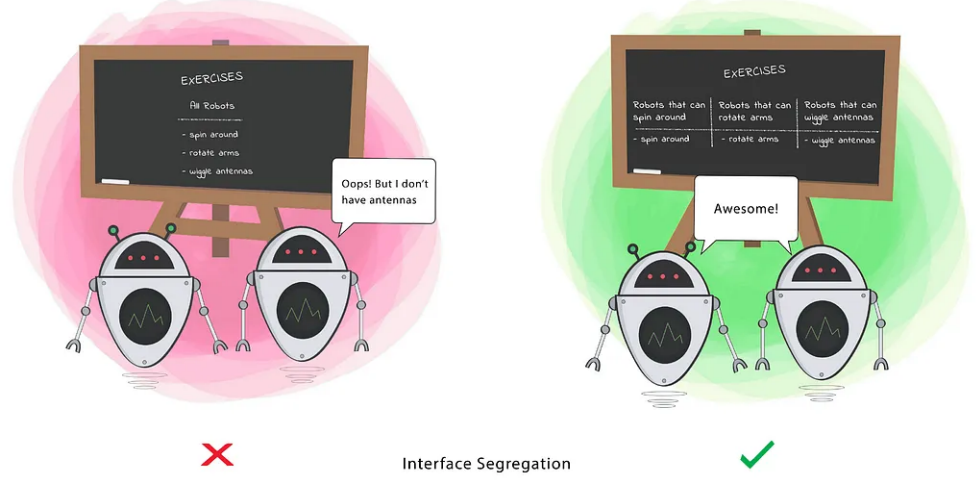 EXERCISES
All Robots
- spin around
- rotate arms
- wiggle antennas
Oops! But I don't
have antennas
EXERCISES
Robots that can
spin around
- spin around
Robots that can
rotate arms
- rotate arms
Robots that can
wiggle antennas
- wiggle antennas
Awesome!
Interface Segregation